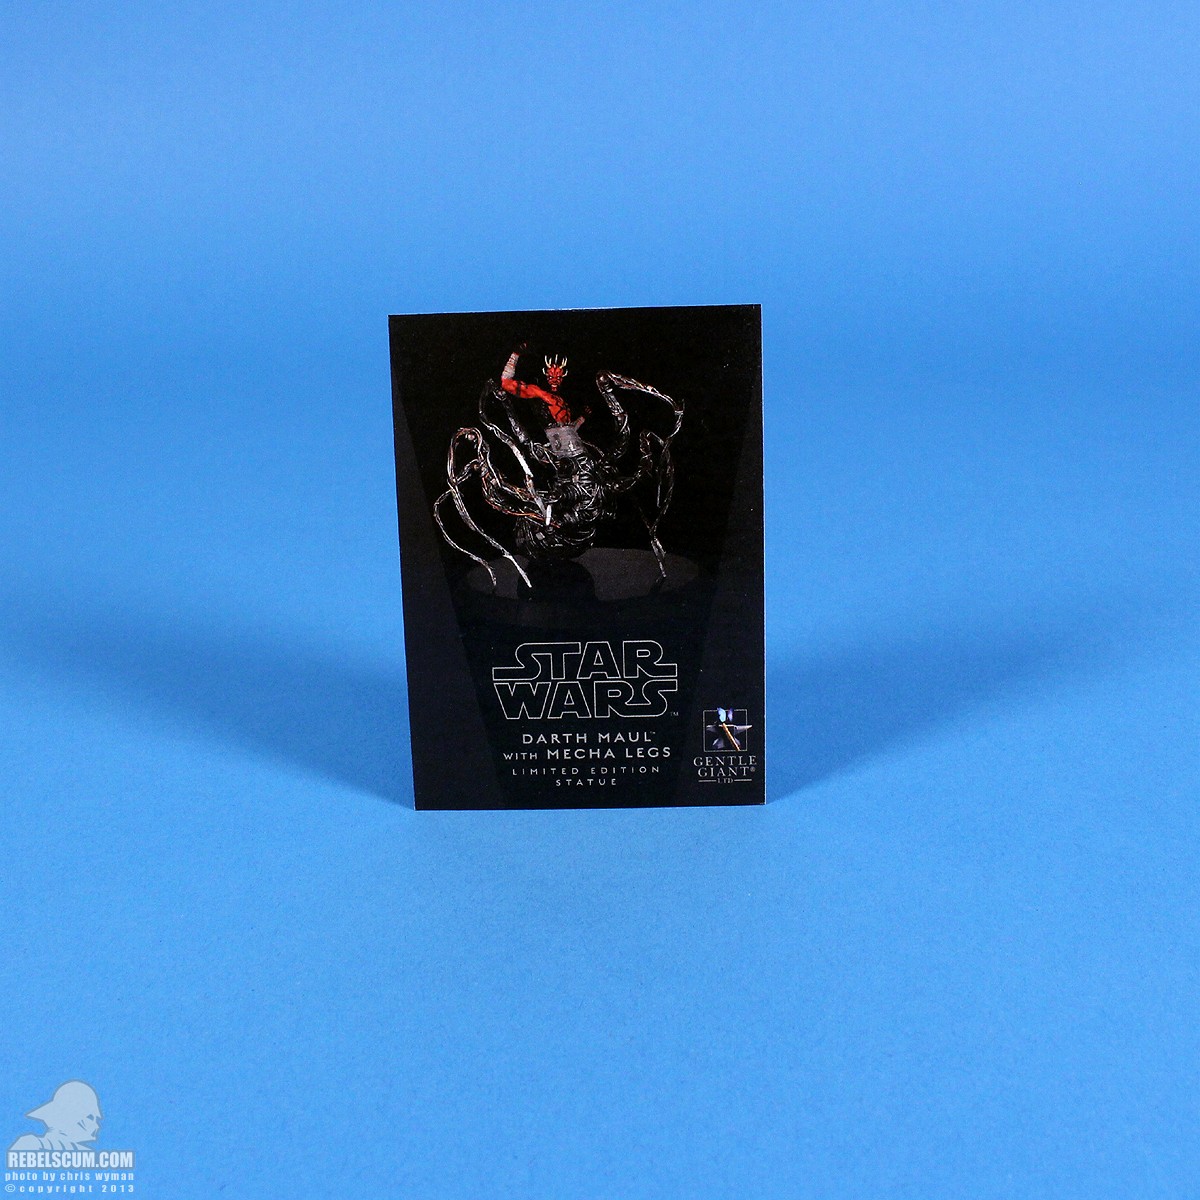 STAR
WARS™
DARTH MAUL™
WITH MECHA LEGS
LIMITED EDITION
STATUE
GENTLE
GIANT®
LTD
REBELSCUM.COM
photo by chris wyman
© copyright 2013